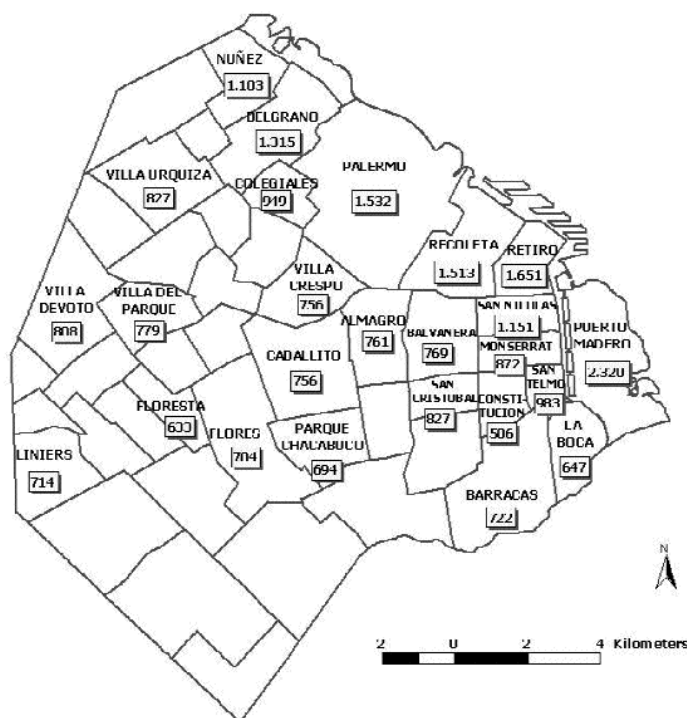 NUÑEZ
1.103
BELGRANO
1.315
VILLA URQUIZA
827
COLEGIALES
949
PALERMO
1.532
RECOLETA
1.513
RETIRO
1.651
VILLA
CRESPO
756
VILLA
DEVOTO
808
VILLA DEL
PARQUE
779
ALMAGRO
761
BALVANERA
769
SAN NICOLAS
1.151
PUERTO
MADERO
2.320
MONSERRAT
872
CABALLITO
756
SAN
TELMO
983
SAN
CRISTOBAL
827
CONSTI-
TUCION
506
FLORESTA
633
FLORES
704
PARQUE
CHACABUCO
694
LA
BOCA
647
LINIERS
714
BARRACAS
722
N
2 0 2 4 Kilometers